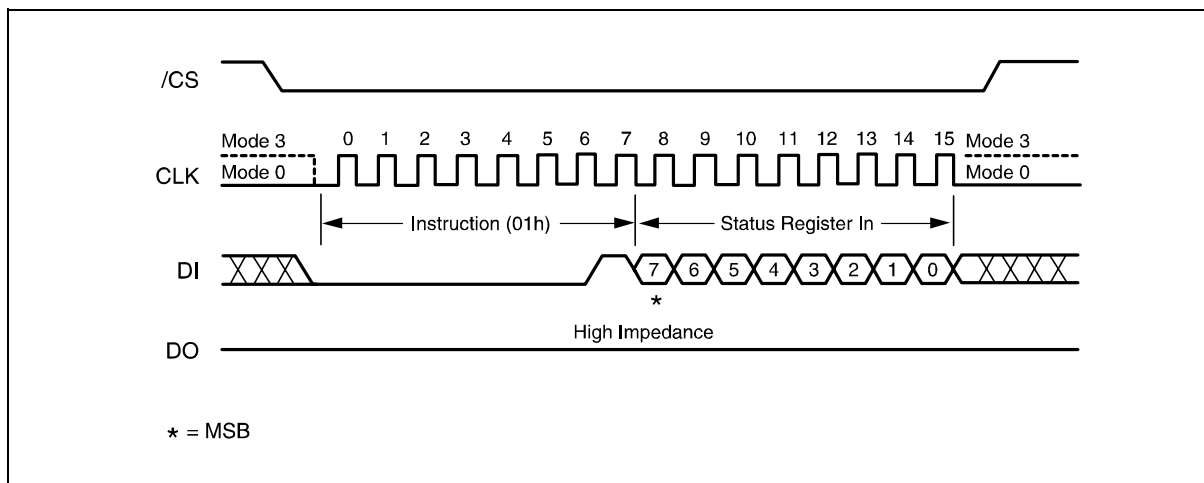 /CS
Mode 3 0 1 2 3 4 5 6 7 8 9 10 11 12 13 14 15 Mode 3
CLK Mode 0 Mode 0
Instruction (01h) Status Register In
DI 7 6 5 4 3 2 1 0
*
High Impedance
DO
* = MSB